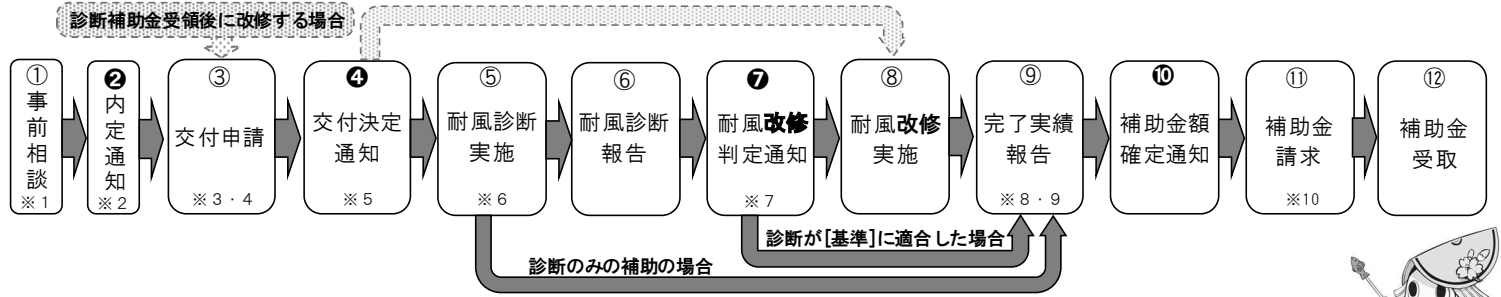 診断補助金受領後に改修する場合
①
事前相談
※1
❷
内定通知
※2
③
交付申請
※3・4
❹
交付決定
通知
※5
⑤
耐風診断
実施
※6
⑥
耐風診断
報告
❼
耐風改修
判定通知
※7
⑧
耐風改修
実施
⑨
完了実績
報告
※8・9
❿
補助金額
確定通知
⑪
補助金
請求
※10
⑫
補助金
受取
診断が[基準]に適合した場合
診断のみの補助の場合